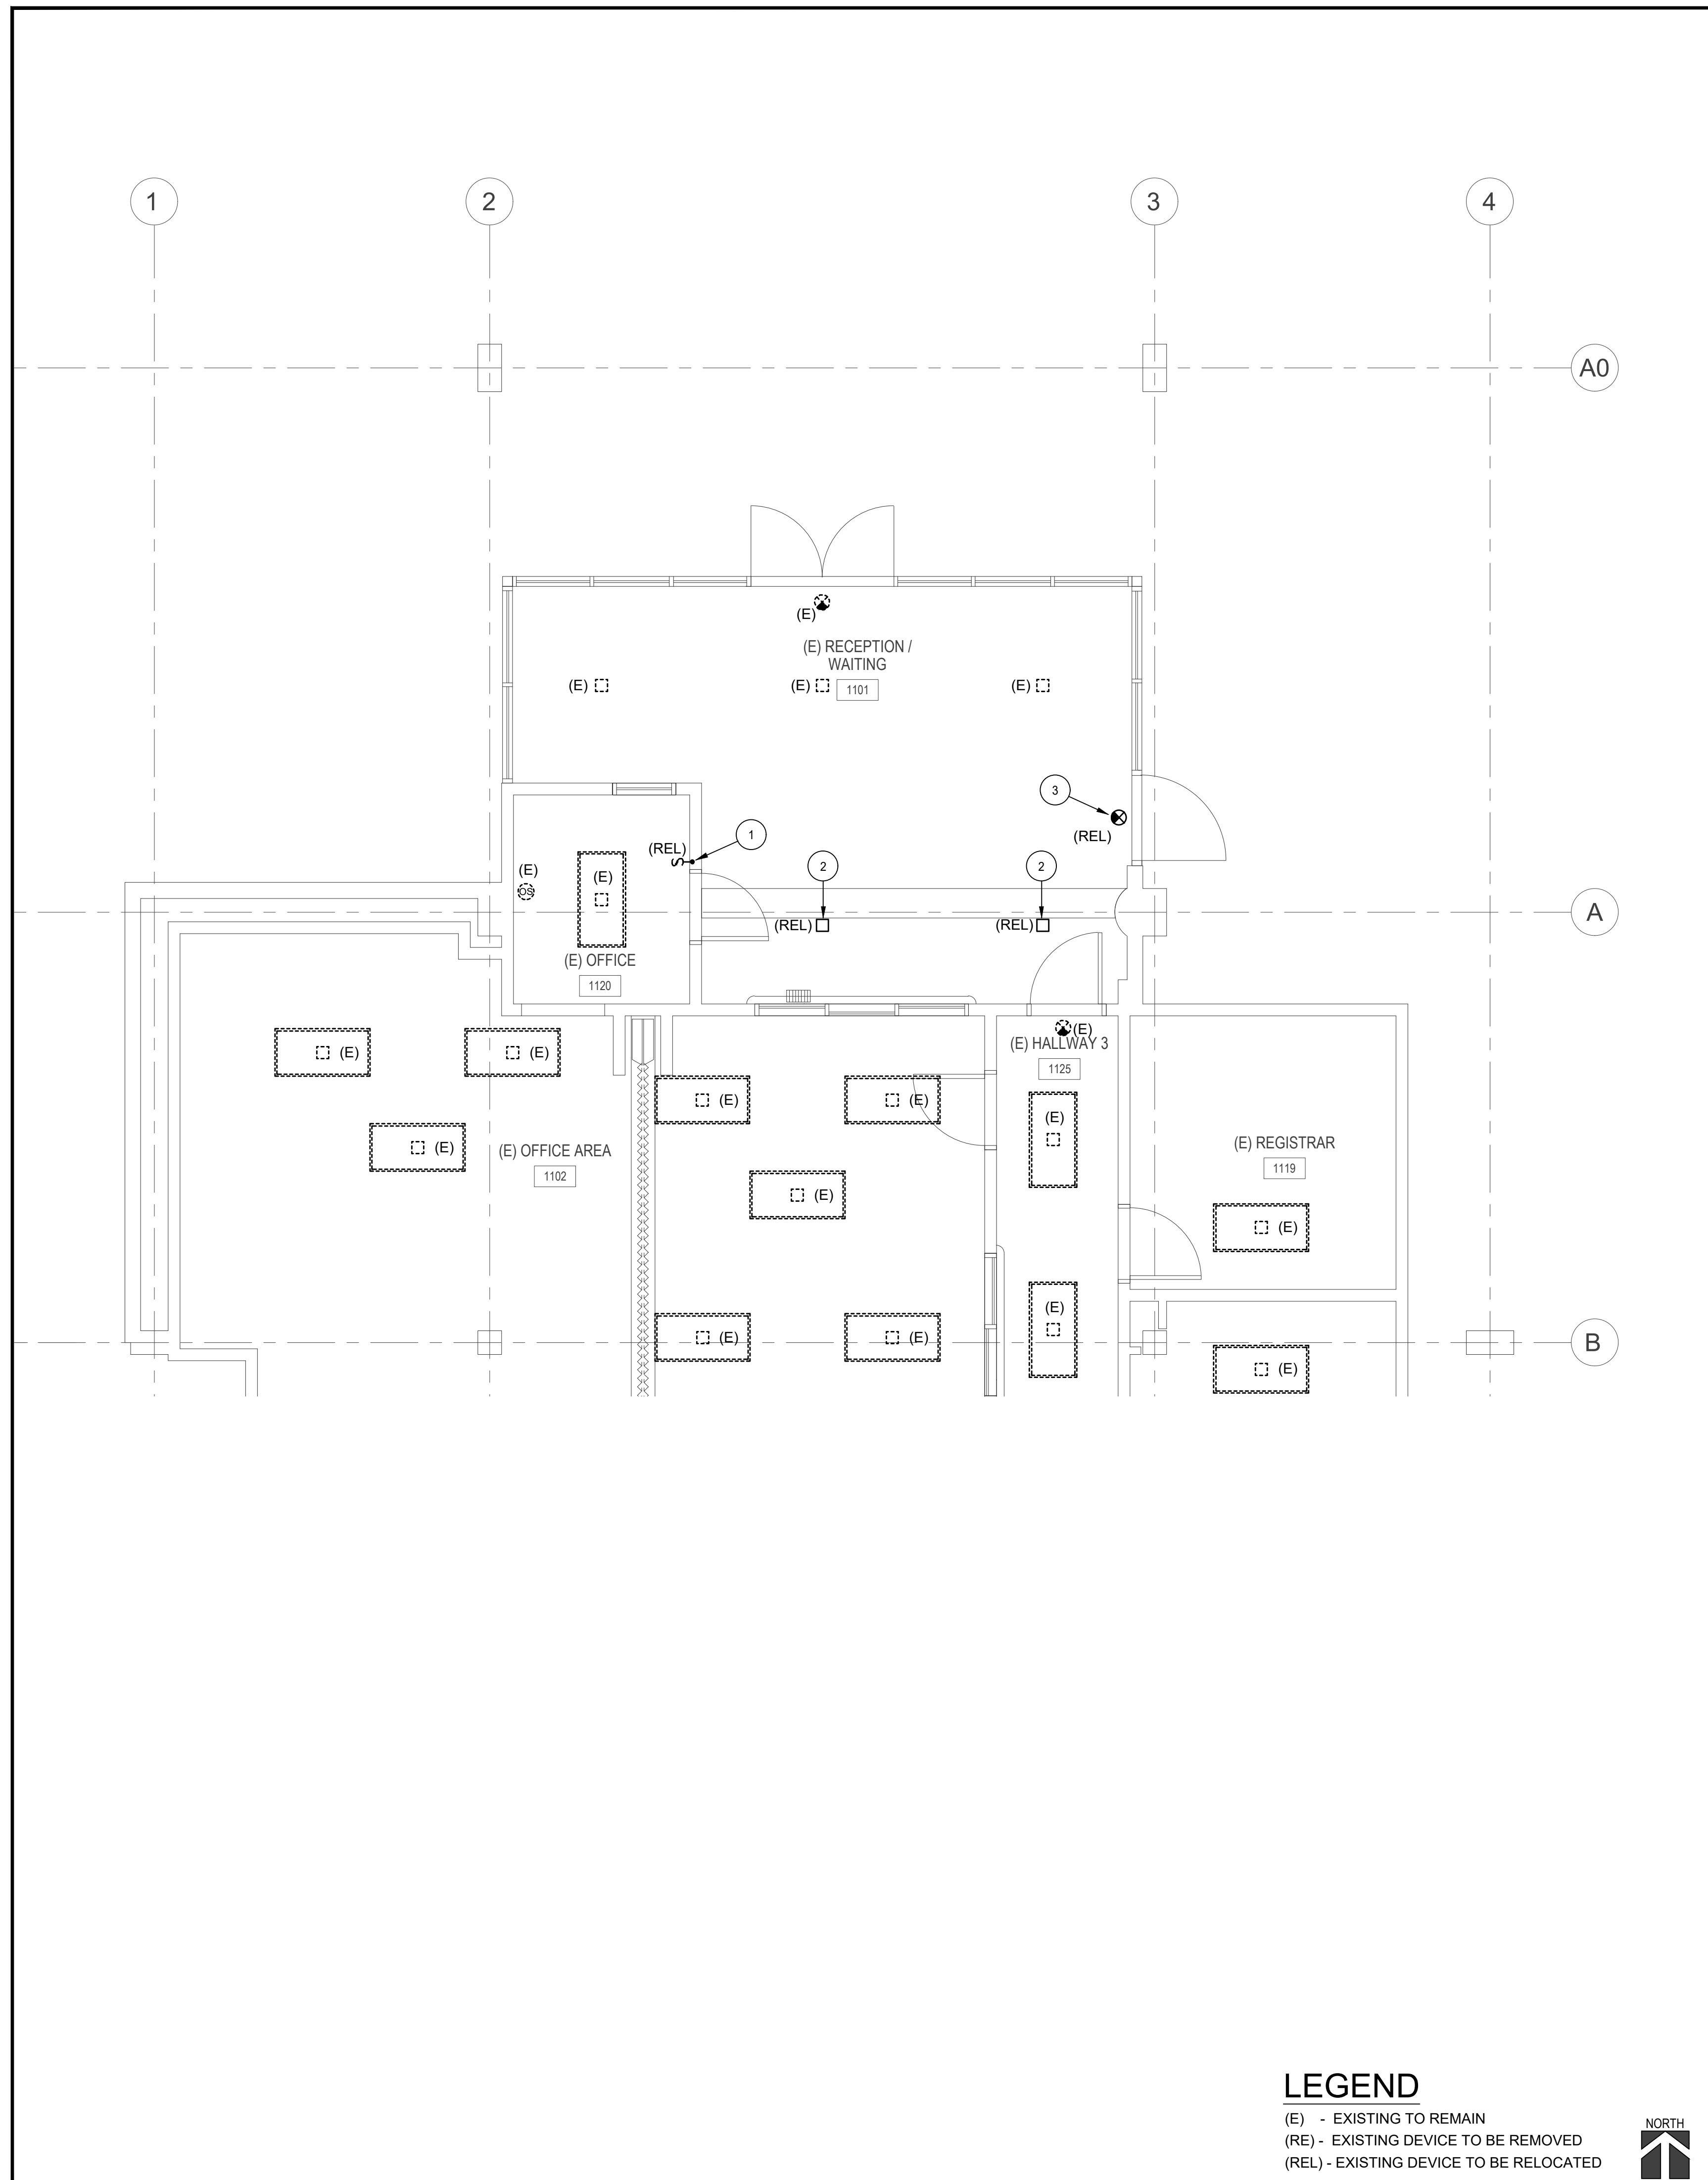 1
2
3
4
A0
(E)
(E) RECEPTION /
WAITING
1101
(E)
(E)
(E)
3
(REL)
1
(REL)
2
2
(E)
OS
(E)
A
(REL)
(REL)
(E) OFFICE
1120
(E)
(E) HALLWAY 3
1125
(E)
(E)
(E)
(E)
(E)
(E)
(E) OFFICE AREA
1102
(E) REGISTRAR
1119
(E)
(E)
(E)
(E)
(E)
B
(E)
(E)
LEGEND
(E) - EXISTING TO REMAIN
(RE) - EXISTING DEVICE TO BE REMOVED
(REL) - EXISTING DEVICE TO BE RELOCATED
NORTH